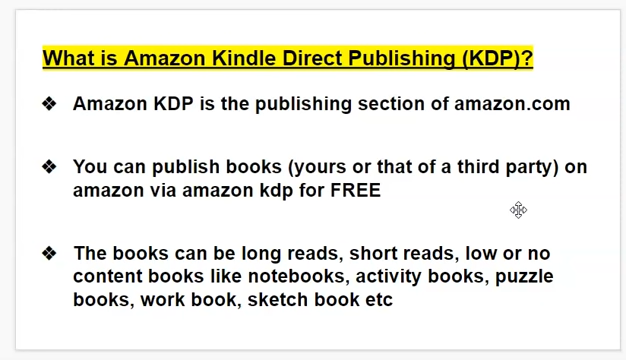 What is Amazon Kindle Direct Publishing (KDP)?
❖ Amazon KDP is the publishing section of amazon.com
❖ You can publish books (yours or that of a third party) on
amazon via amazon kdp for FREE
❖ The books can be long reads, short reads, low or no
content books like notebooks, activity books, puzzle
books, work book, sketch book etc